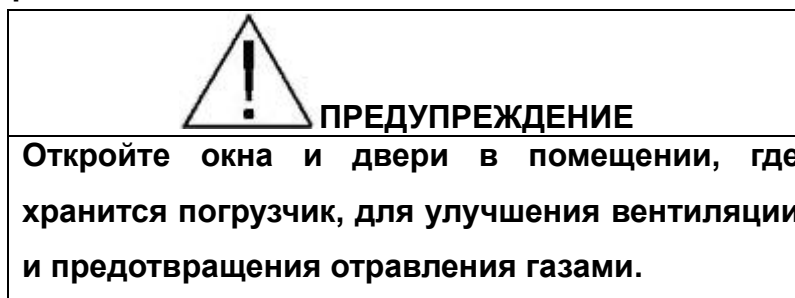 ПРЕДУПРЕЖДЕНИЕ
Откройте окна и двери в помещении, где
хранится погрузчик, для улучшения вентиляции
и предотвращения отравления газами.